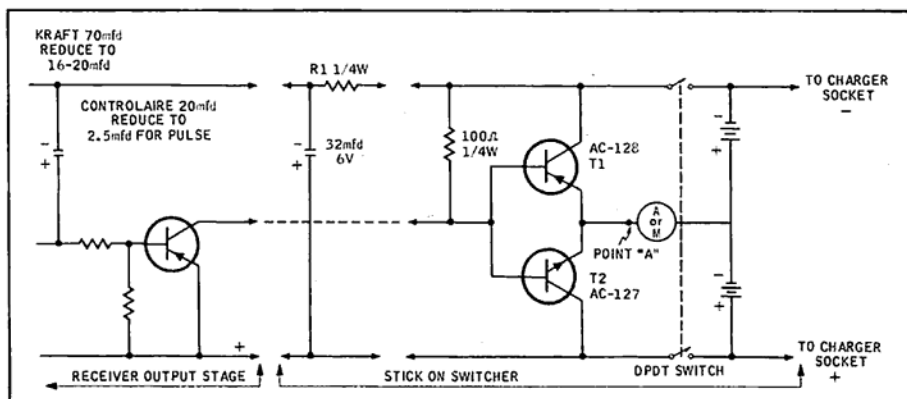 KRAFT 70mfd
REDUCE TO
16-20mfd
CONTROLAIRE 20mfd
REDUCE TO
2.5mfd FOR PULSE
-
+
+
RECEIVER OUTPUT STAGE
R1 1/4W
-
+
32mfd
6V
100Ω
1/4W
AC-128
T1
T2
AC-127
POINT "A"
A
or
M
-
+
-
+
TO CHARGER
SOCKET
-
TO CHARGER
SOCKET
+
DPDT SWITCH
STICK ON SWITCHER